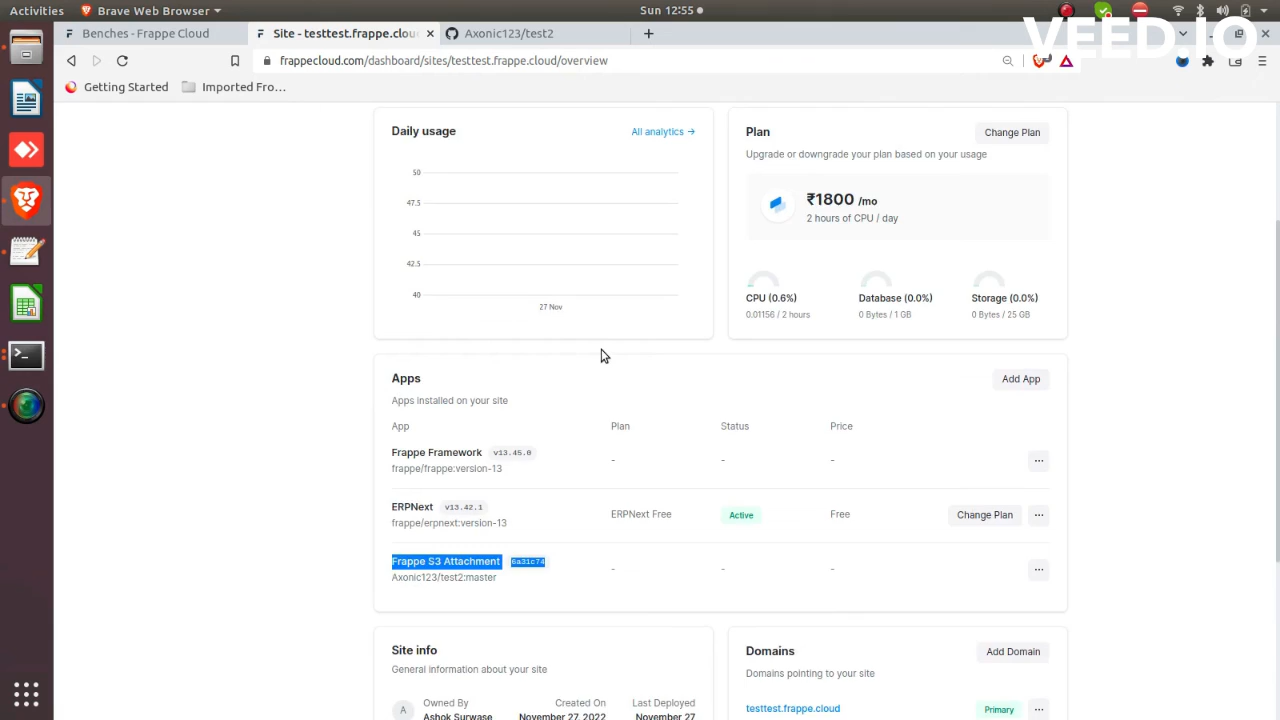 Activities Brave Web Browser Sun 12:55
VEED.IO
Benches - Frappe Cloud Site - testtest.frappe.clou Axonic123/test2
frappecloud.com/dashboard/sites/testtest.frappe.cloud/overview
Getting Started Imported Fro...
Daily usage All analytics →
50
47.5
45
42.5
40
27 Nov
Plan Change Plan
Upgrade or downgrade your plan based on your usage
₹1800 /mo
2 hours of CPU / day
CPU (0.6%) Database (0.0%) Storage (0.0%)
0.01156 / 2 hours 0 Bytes / 1 GB 0 Bytes / 25 GB
Apps Add App
Apps installed on your site
App Plan Status Price
Frappe Framework v13.45.0
frappe/frappe:version-13 - - -
ERPNext v13.42.1
frappe/erpnext:version-13 ERPNext Free Active Free Change Plan
Frappe S3 Attachment 6a31c74
Axonic123/test2:master - - -
Site info
General information about your site
A Owned By Created On Last Deployed
Ashok Surwase November 27, 2022 November 27
Domains Add Domain
Domains pointing to your site
testtest.frappe.cloud Primary